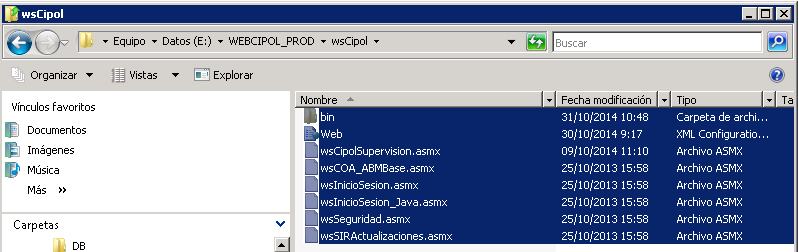 wsCipol
Equipo Datos (E:) WEBCIPOL_PROD wsCipol Buscar
Organizar Vistas Explorar
Vínculos favoritos
Documentos
Imágenes
Música
Más »
Carpetas
DB
Nombre Fecha modificación Tipo Ta
bin 31/10/2014 10:48 Carpeta de archi...
Web 30/10/2014 9:17 XML Configuratio...
wsCipolSupervision.asmx 09/10/2014 11:10 Archivo ASMX
wsCOA_ABMBase.asmx 25/10/2013 15:58 Archivo ASMX
wsInicioSesion.asmx 25/10/2013 15:58 Archivo ASMX
wsInicioSesion_Java.asmx 25/10/2013 15:58 Archivo ASMX
wsSeguridad.asmx 25/10/2013 15:58 Archivo ASMX
wsSIRActualizaciones.asmx 25/10/2013 15:58 Archivo ASMX